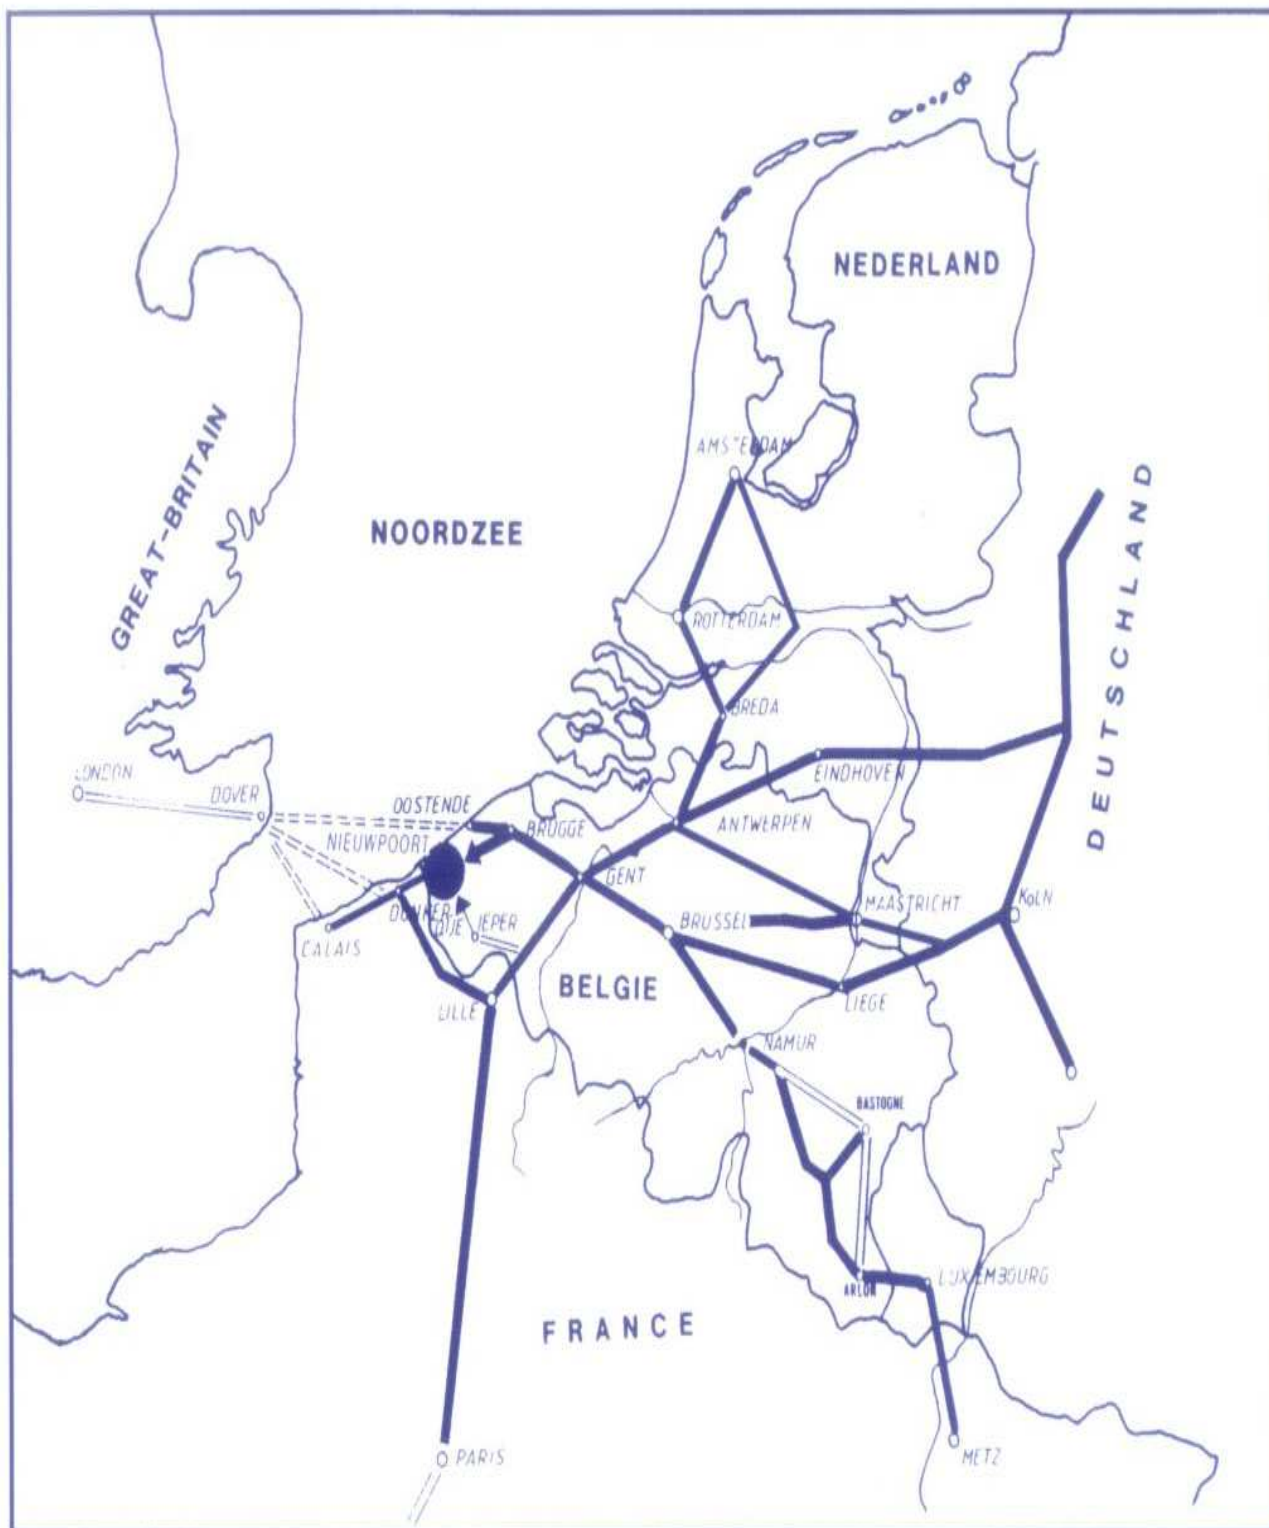 NEDERLAND
AMSTERDAM
GREAT-BRITAIN
NOORDZEE
DEUTSCHLAND
ROTTERDAM
BREDA
LONDON
DOVER
OOSTENDE
EINDHOVEN
BRUGGE
ANTWERPEN
NIEUWPOORT
GENT
MAASTRICHT
KOLN
IEPER
BRUSSEL
CALAIS
BELGIE
LILLE
LIEGE
NAMUR
BASTOGNE
LUXEMBOURG
ARLON
FRANCE
PARIS
METZ